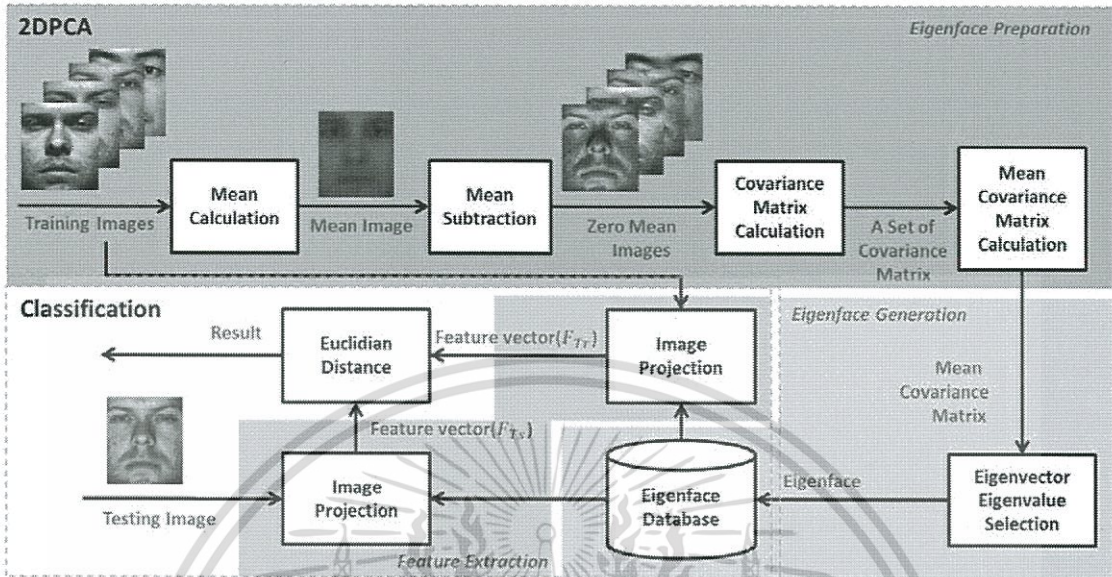 2DPCA
Eigenface Preparation
Training Images
Mean
Calculation
Mean Image
Mean
Subtraction
Zero Mean
Images
Covariance
Matrix
Calculation
A Set of
Covariance
Matrix
Mean
Covariance
Matrix
Calculation
Classification
Result
Euclidian
Distance
Feature vector(F_Tr)
Image
Projection
Eigenface Generation
Mean
Covariance
Matrix
Feature vector(F_Ts)
Testing Image
Image
Projection
Eigenface
Database
Eigenface
Eigenvector
Eigenvalue
Selection
Feature Extraction